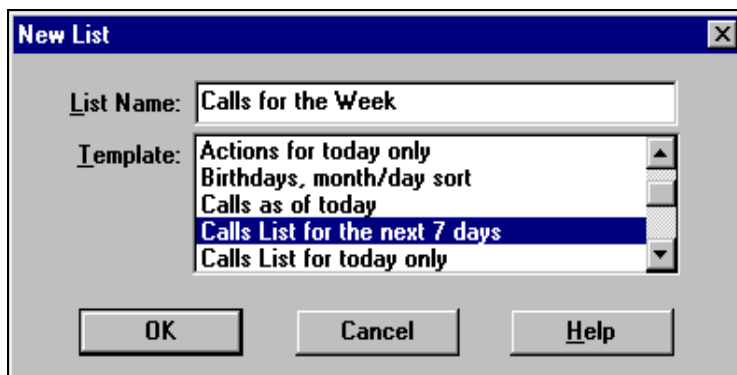 New List
List Name: Calls for the Week
Template: Actions for today only
Birthdays, month/day sort
Calls as of today
Calls List for the next 7 days
Calls List for today only
OK Cancel Help